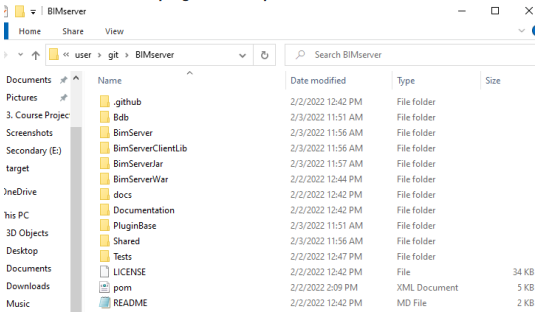 BIMserver
Home Share View
« user › git › BIMserver
Search BIMserver
Documents
Pictures
3. Course Projec
Screenshots
Secondary (E:)
target
OneDrive
his PC
3D Objects
Desktop
Documents
Downloads
Music
Name Date modified Type Size
.github 2/2/2022 12:42 PM File folder
Bdb 2/3/2022 11:51 AM File folder
BimServer 2/3/2022 11:56 AM File folder
BimServerClientLib 2/3/2022 11:56 AM File folder
BimServerJar 2/3/2022 11:57 AM File folder
BimServerWar 2/2/2022 12:44 PM File folder
docs 2/2/2022 12:42 PM File folder
Documentation 2/2/2022 12:42 PM File folder
PluginBase 2/3/2022 11:51 AM File folder
Shared 2/3/2022 11:56 AM File folder
Tests 2/2/2022 12:47 PM File folder
LICENSE 2/2/2022 12:42 PM File 34 KB
pom 2/2/2022 2:09 PM XML Document 5 KB
README 2/2/2022 12:42 PM MD File 2 KB